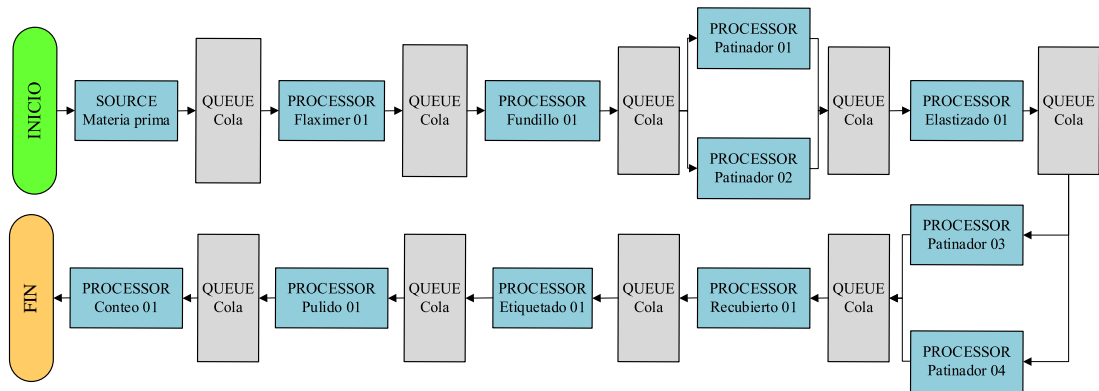 INICIO
SOURCE
Materia prima
QUEUE
Cola
PROCESSOR
Flaximer 01
QUEUE
Cola
PROCESSOR
Fundillo 01
QUEUE
Cola
PROCESSOR
Patinador 01
PROCESSOR
Patinador 02
QUEUE
Cola
PROCESSOR
Elastizado 01
QUEUE
Cola
PROCESSOR
Patinador 03
PROCESSOR
Patinador 04
QUEUE
Cola
PROCESSOR
Recubierto 01
QUEUE
Cola
PROCESSOR
Etiquetado 01
QUEUE
Cola
PROCESSOR
Pulido 01
QUEUE
Cola
PROCESSOR
Conteo 01
FIN